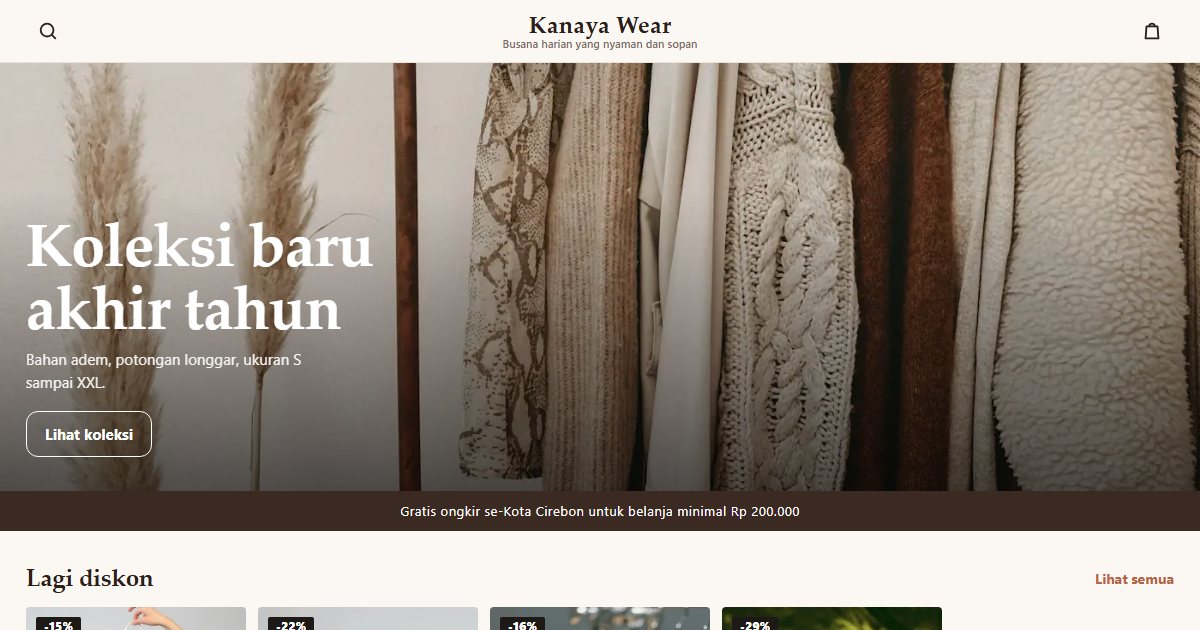 Kanaya Wear
Busana harian yang nyaman dan sopan
Koleksi baru
akhir tahun
Bahan adem, potongan longgar, ukuran S
sampai XXL.
Lihat koleksi
Gratis ongkir se-Kota Cirebon untuk belanja minimal Rp 200.000
Lagi diskon
Lihat semua
-15%
-22%
-16%
-29%